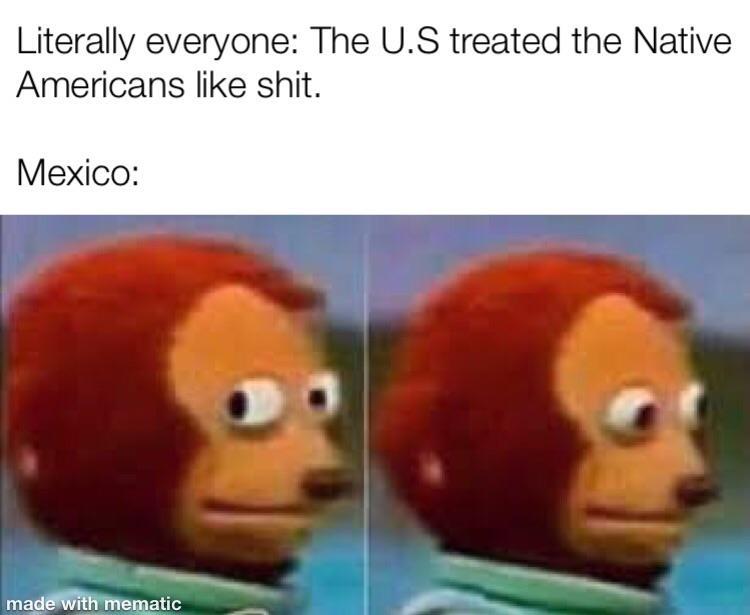 Literally everyone: The U.S treated the Native
Americans like shit.
Mexico:
made with mematic